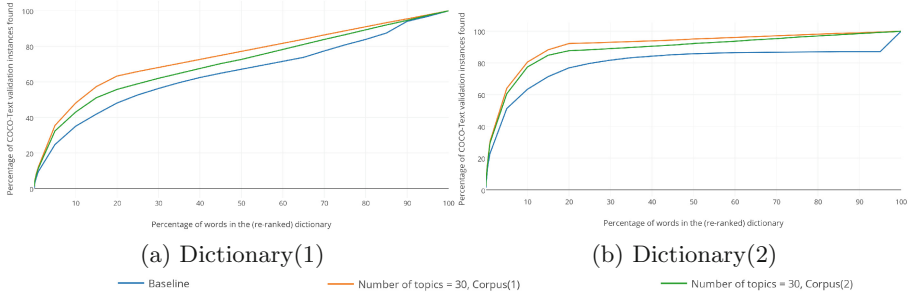 Percentage of COCO-Text validation instances found
100
80
60
40
20
0
10 20 30 40 50 60 70 80 90 100
Percentage of words in the (re-ranked) dictionary
(a) Dictionary(1)
Percentage of COCO-Text validation instances found
100
80
60
40
20
0
10 20 30 40 50 60 70 80 90 100
Percentage of words in the (re-ranked) dictionary
(b) Dictionary(2)
Baseline
Number of topics = 30, Corpus(1)
Number of topics = 30, Corpus(2)